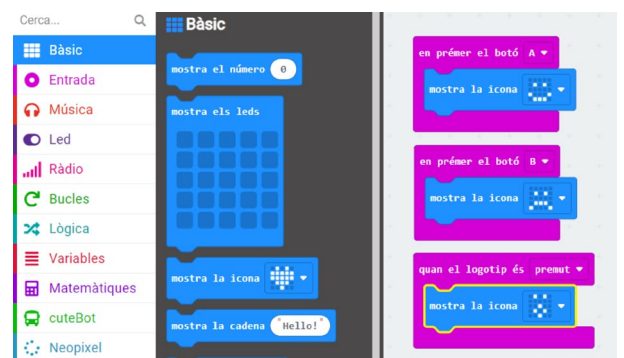 Cerca...
Bàsic
Entrada
Música
Led
Ràdio
Bucles
Lògica
Variables
Matemàtiques
cuteBot
Neopixel
Bàsic
mostra el número 0
mostra els leds
mostra la icona
mostra la cadena "Hello!"
en prémer el botó A
mostra la icona
en prémer el botó B
mostra la icona
quan el logotip és premut
mostra la icona